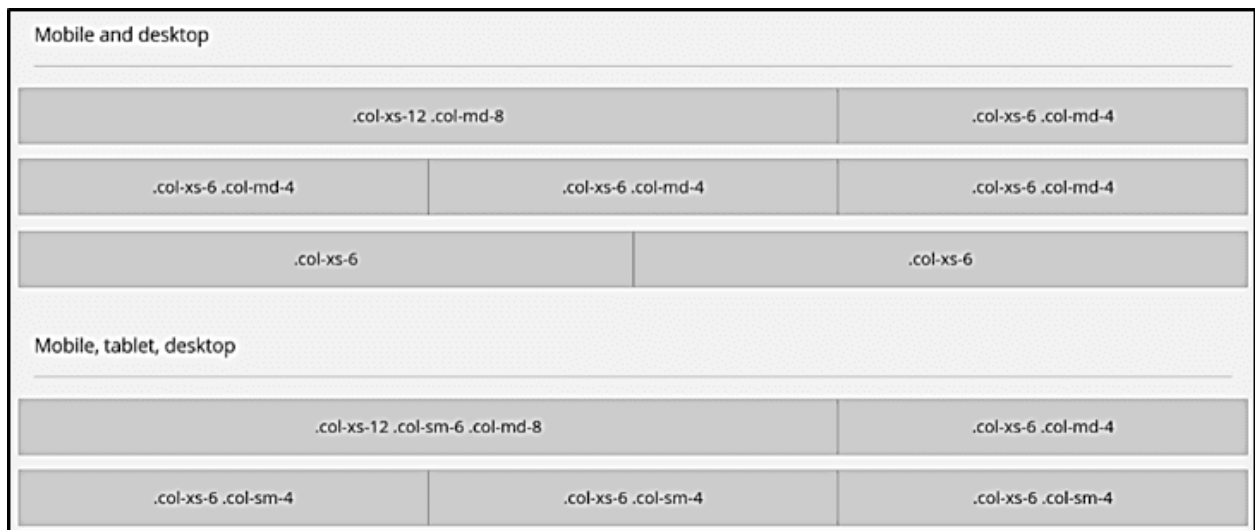 Mobile and desktop
.col-xs-12 .col-md-8 .col-xs-6 .col-md-4
.col-xs-6 .col-md-4 .col-xs-6 .col-md-4 .col-xs-6 .col-md-4
.col-xs-6 .col-xs-6
Mobile, tablet, desktop
.col-xs-12 .col-sm-6 .col-md-8 .col-xs-6 .col-md-4
.col-xs-6 .col-sm-4 .col-xs-6 .col-sm-4 .col-xs-6 .col-sm-4